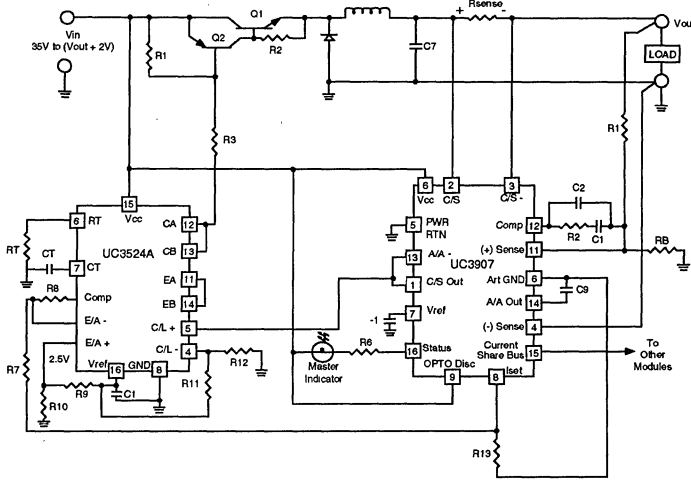 Vin
35V to (Vout + 2V)
Q1
Q2
R1
R2
R3
C7
+ Rsense -
Vout
LOAD
R1
UC3524A
15 Vcc
6 RT
RT
CT
7 CT
R8
Comp
E/A -
E/A +
2.5V
Vref
16
GND
8
R7
R9
R10
C1
R11
R12
12 CA
13 CB
11 EA
14 EB
5 C/L +
4 C/L -
UC3907
6
Vcc
2
C/S
3
C/S -
5 PWR
RTN
13 A/A -
1 C/S Out
7 Vref
-1
16 Status
OPTO Disc
9
Iset
8
Master
Indicator
R6
Comp 12
(+) Sense 11
Art GND 6
A/A Out 14
(-) Sense 4
Current
Share Bus 15
C2
R2
C1
RB
C9
To
Other
Modules
R13